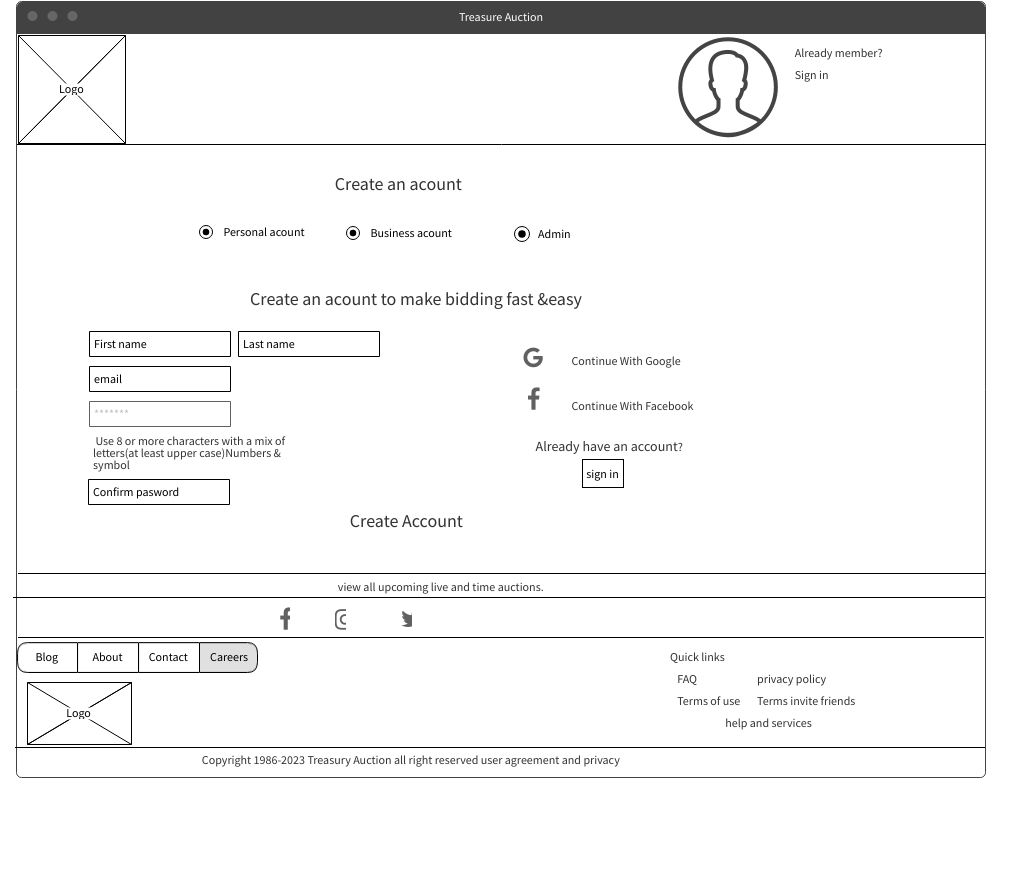 Treasure Auction
Logo
Already member?
Sign in
Create an acount
Personal acount
Business acount
Admin
Create an acount to make bidding fast &easy
First name
Last name
email
*******
Use 8 or more characters with a mix of
letters(at least upper case)Numbers &
symbol
Confirm pasword
Continue With Google
Continue With Facebook
Already have an account?
sign in
Create Account
view all upcoming live and time auctions.
Blog
About
Contact
Careers
Logo
Quick links
FAQ
privacy policy
Terms of use
Terms invite friends
help and services
Copyright 1986-2023 Treasury Auction all right reserved user agreement and privacy